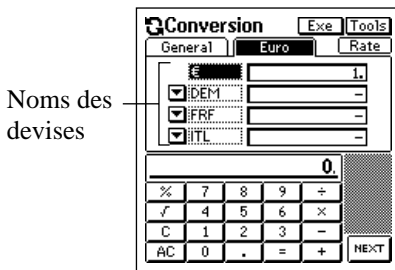 Conversion Exe Tools
General Euro Rate
€ 1.
DEM –
FRF –
ITL –
Noms des
devises
0.
% 7 8 9 ÷
√ 4 5 6 ×
C 1 2 3 –
AC 0 . = + NEXT